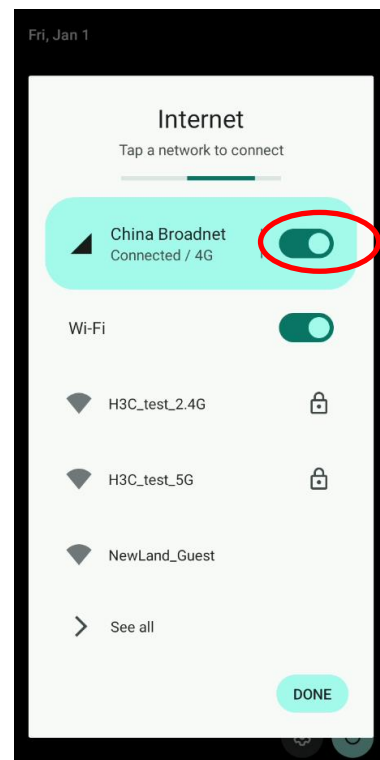 Fri, Jan 1
Internet
Tap a network to connect
China Broadnet
Connected / 4G
Wi-Fi
H3C_test_2.4G
H3C_test_5G
NewLand_Guest
See all
DONE